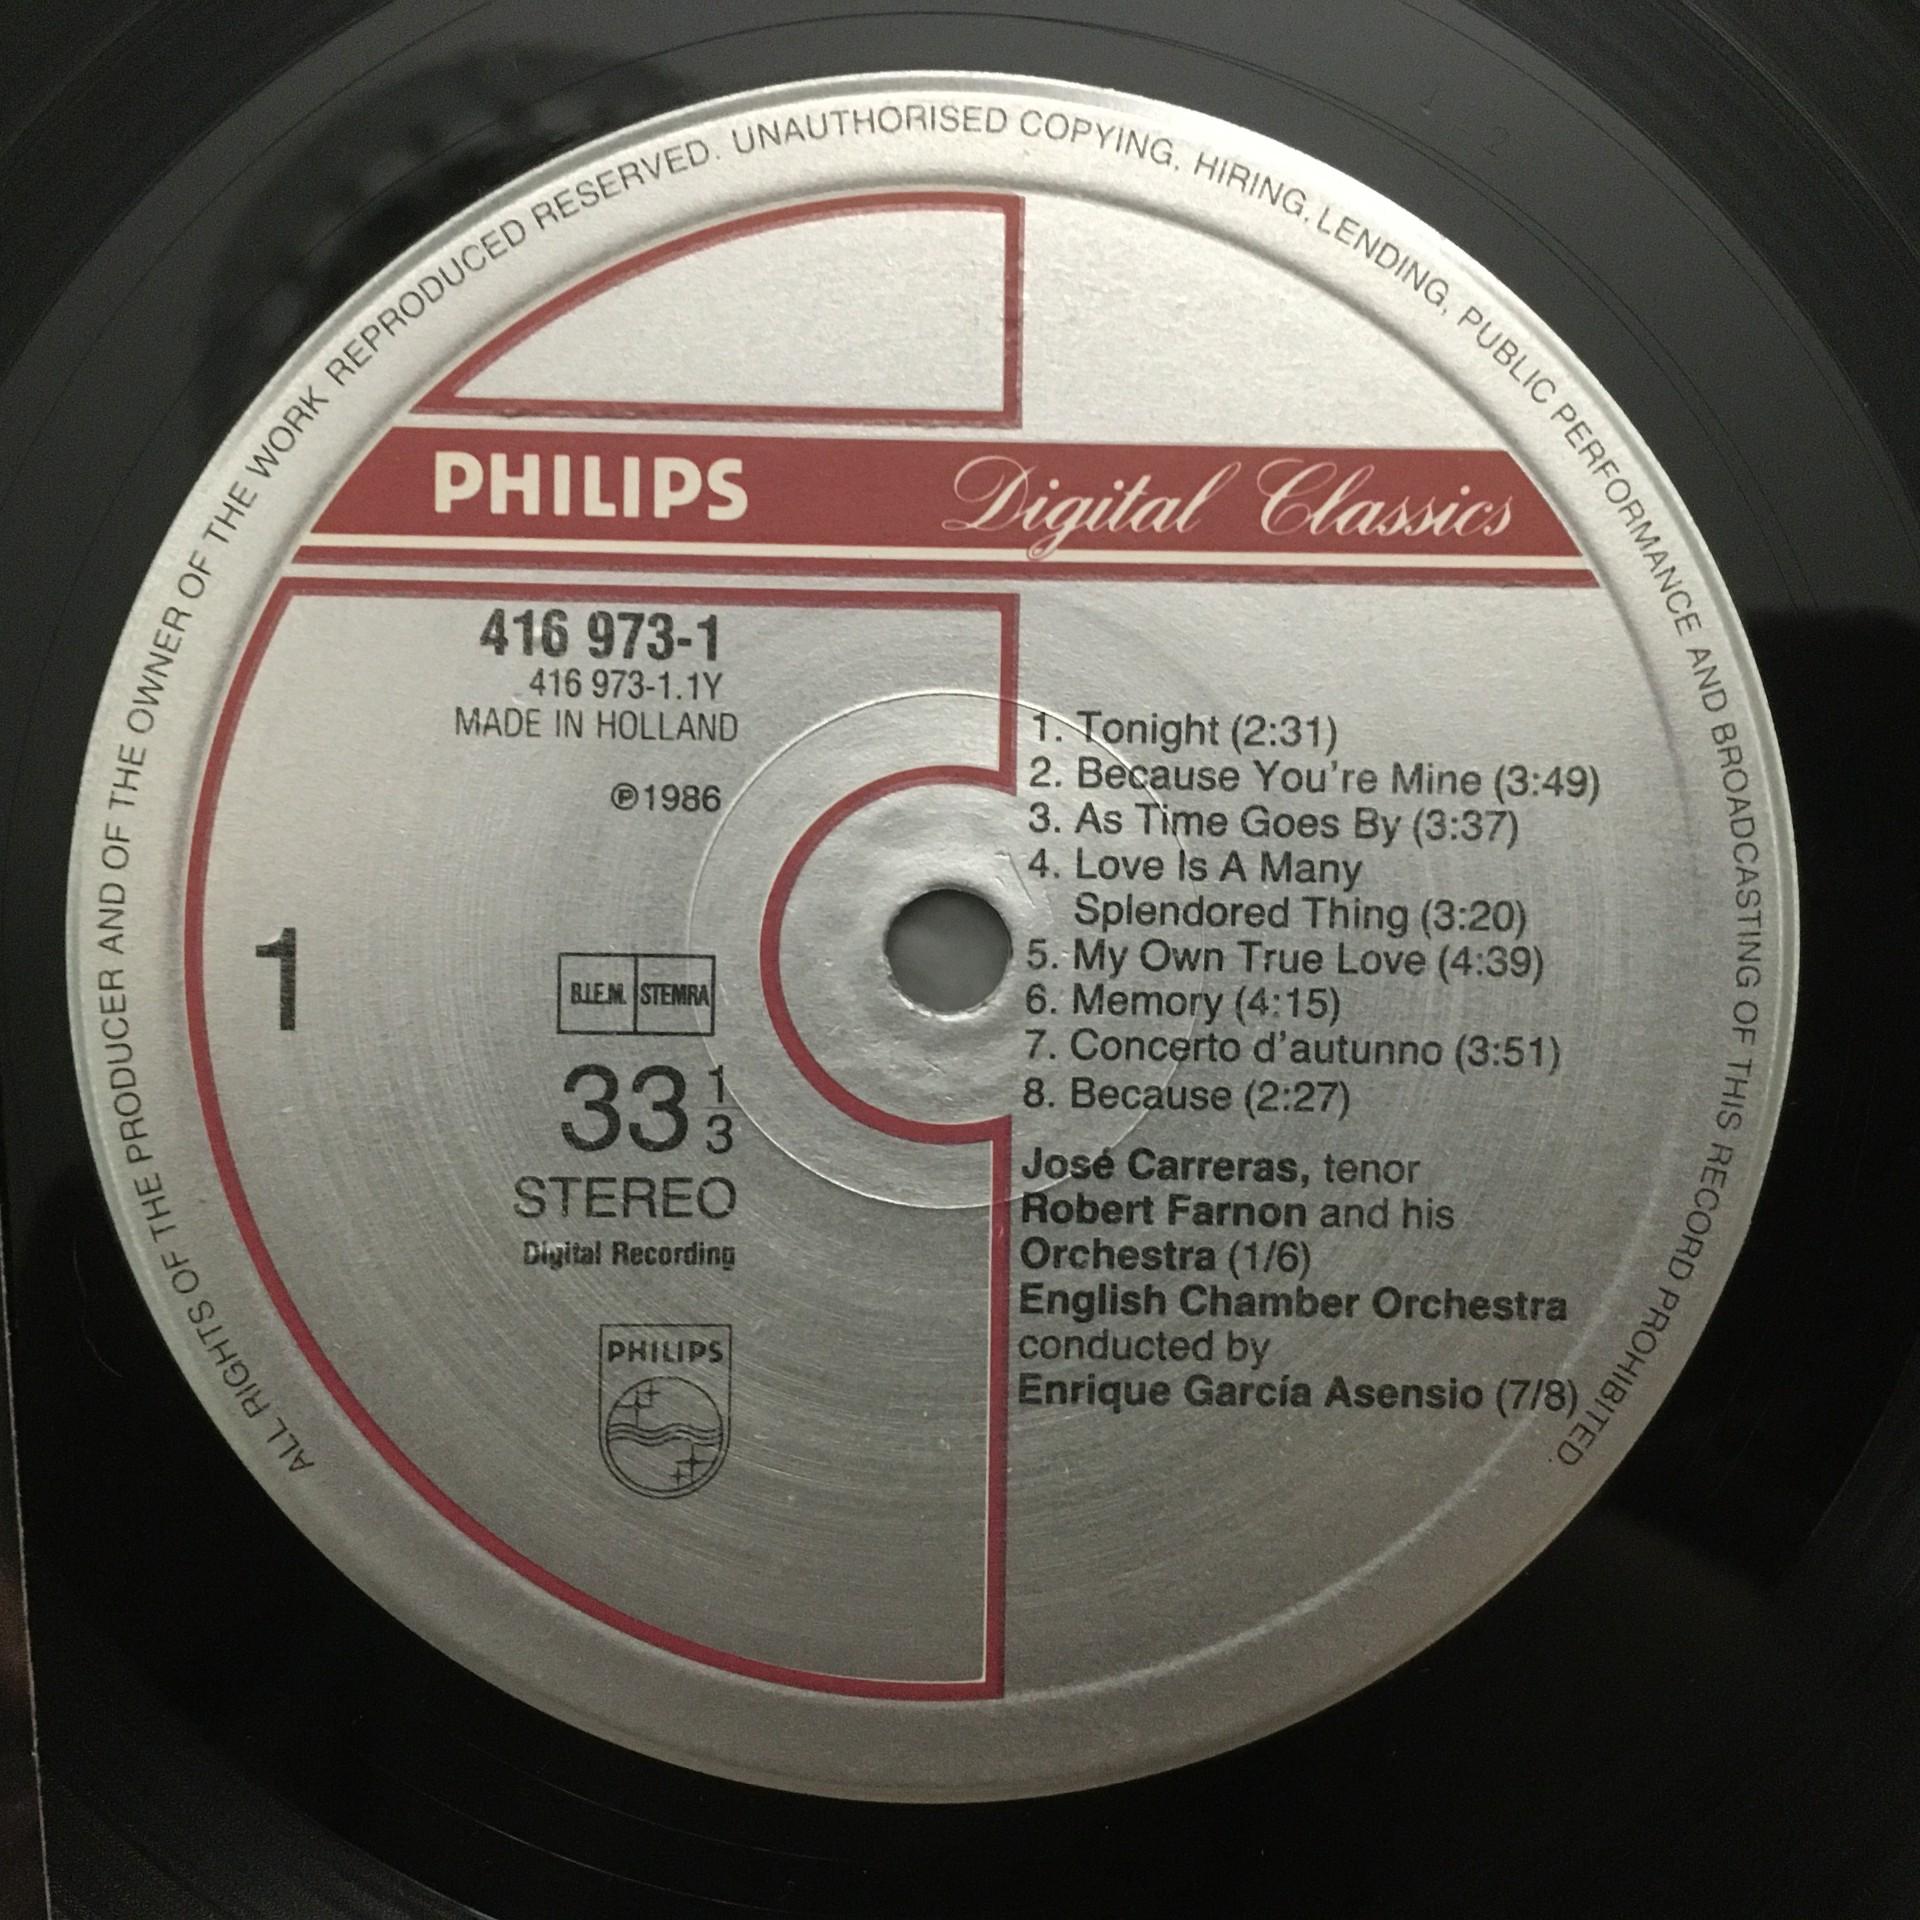 ALL RIGHTS OF THE PRODUCER AND OF THE OWNER OF THE WORK REPRODUCED RESERVED. UNAUTHORISED COPYING, HIRING, LENDING, PUBLIC PERFORMANCE AND BROADCASTING OF THIS RECORD PROHIBITED.
PHILIPS Digital Classics
416 973-1
416 973-1.1Y
MADE IN HOLLAND
℗1986
1
B.I.E.M. STEMRA
33 1/3
STEREO
Digital Recording
PHILIPS
1. Tonight (2:31)
2. Because You're Mine (3:49)
3. As Time Goes By (3:37)
4. Love Is A Many
Splendored Thing (3:20)
5. My Own True Love (4:39)
6. Memory (4:15)
7. Concerto d'autunno (3:51)
8. Because (2:27)
José Carreras, tenor
Robert Farnon and his
Orchestra (1/6)
English Chamber Orchestra
conducted by
Enrique García Asensio (7/8)